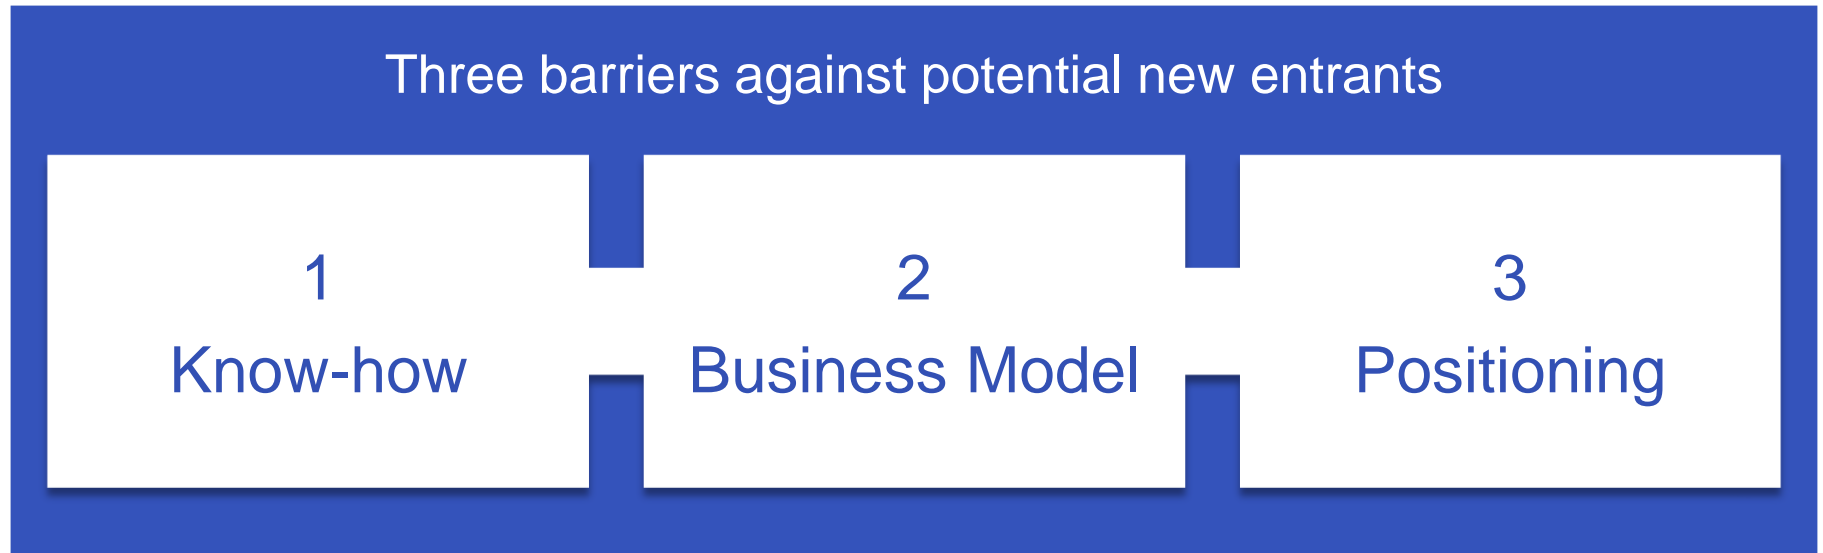 Three barriers against potential new entrants
1
Know-how
2
Business Model
3
Positioning